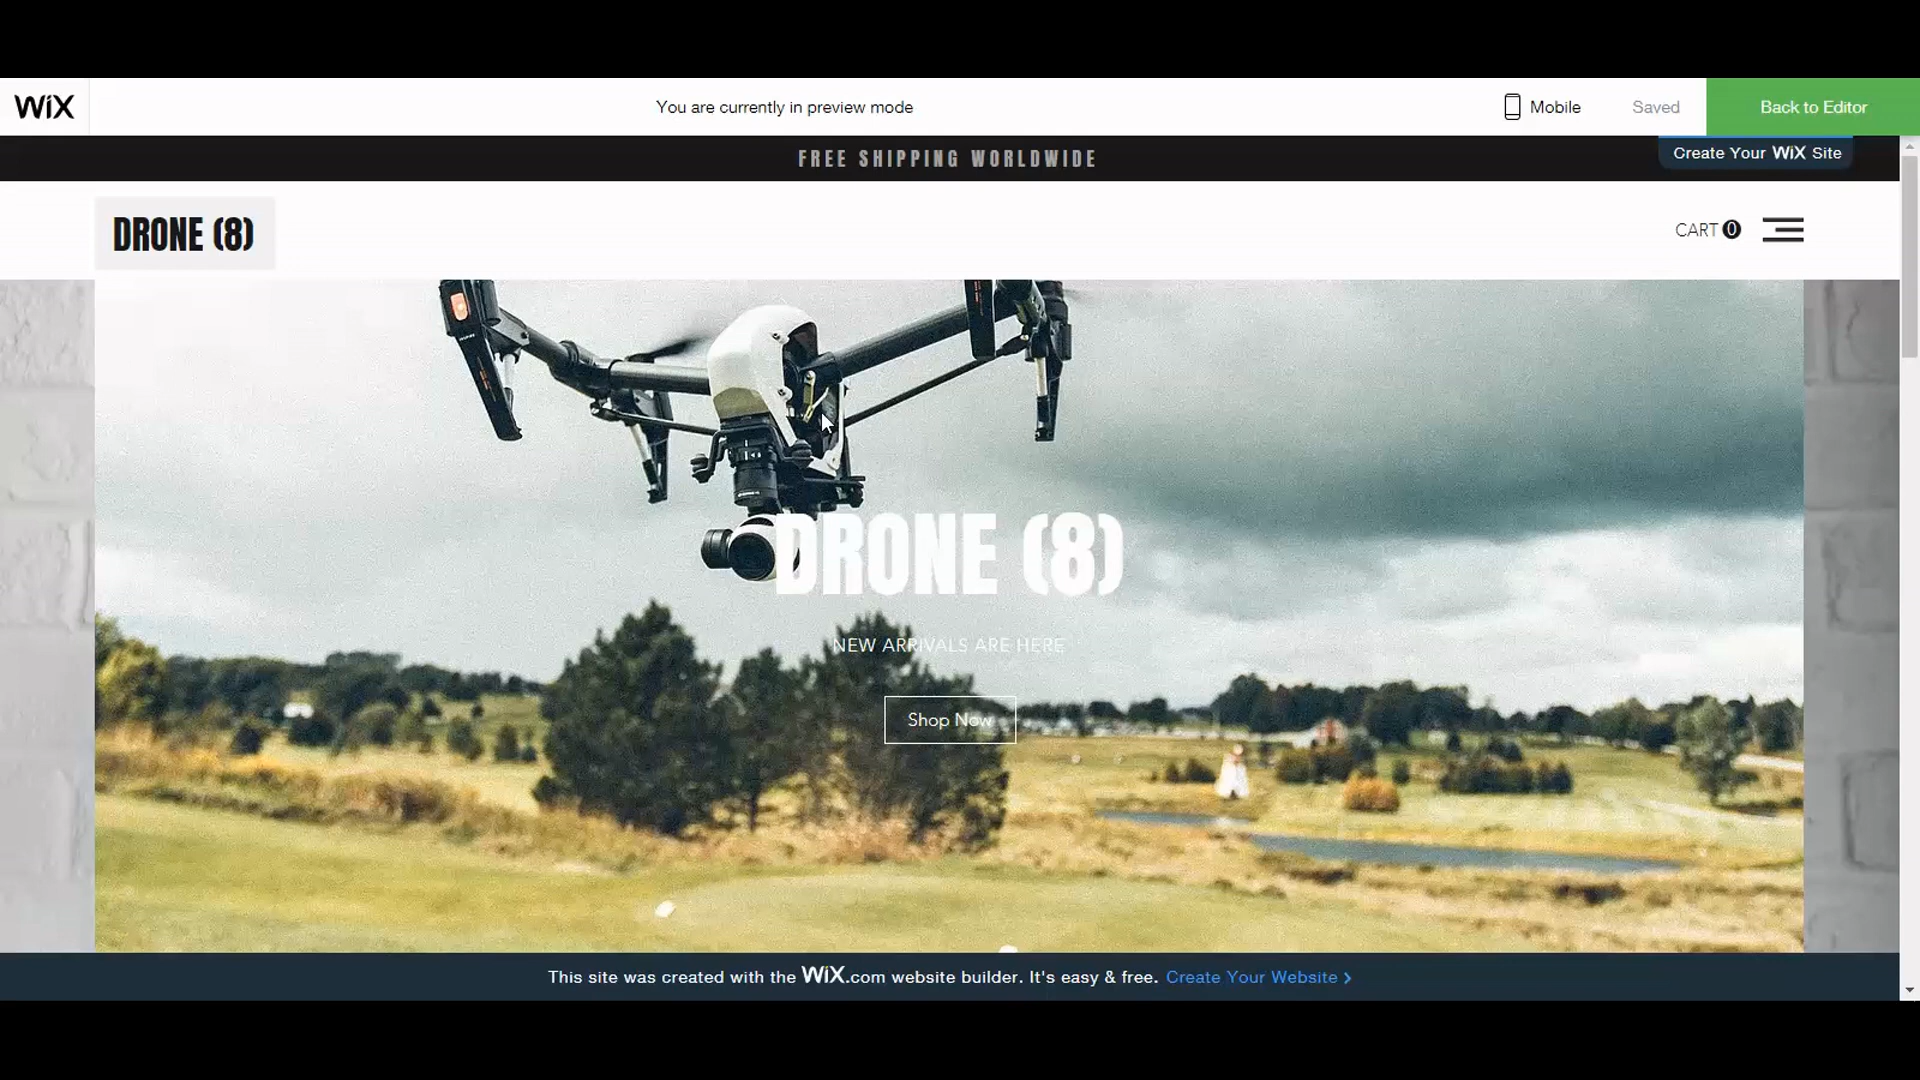 WiX
You are currently in preview mode
Mobile
Saved
Back to Editor
FREE SHIPPING WORLDWIDE
Create Your WiX Site
DRONE (8)
CART 0
DRONE (8)
NEW ARRIVALS ARE HERE
Shop Now
This site was created with the WiX.com website builder. It's easy & free. Create Your Website >